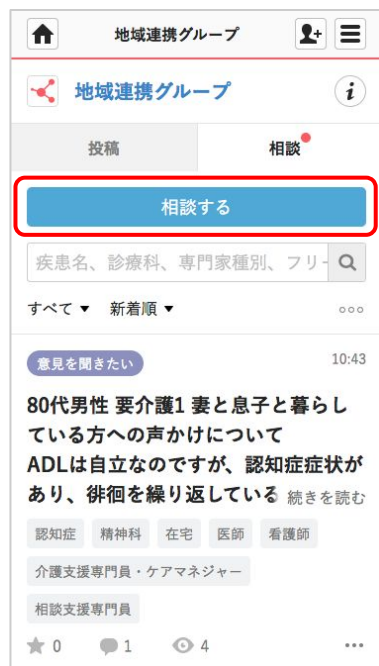 地域連携グループ
地域連携グループ
投稿 相談
相談する
疾患名、診療科、専門家種別、フリ
すべて ▼ 新着順 ▼
意見を聞きたい 10:43
80代男性 要介護1 妻と息子と暮らし
ている方への声かけについて
ADLは自立なのですが、認知症症状が
あり、徘徊を繰り返している 続きを読む
認知症 精神科 在宅 医師 看護師
介護支援専門員・ケアマネジャー
相談支援専門員
0 1 4